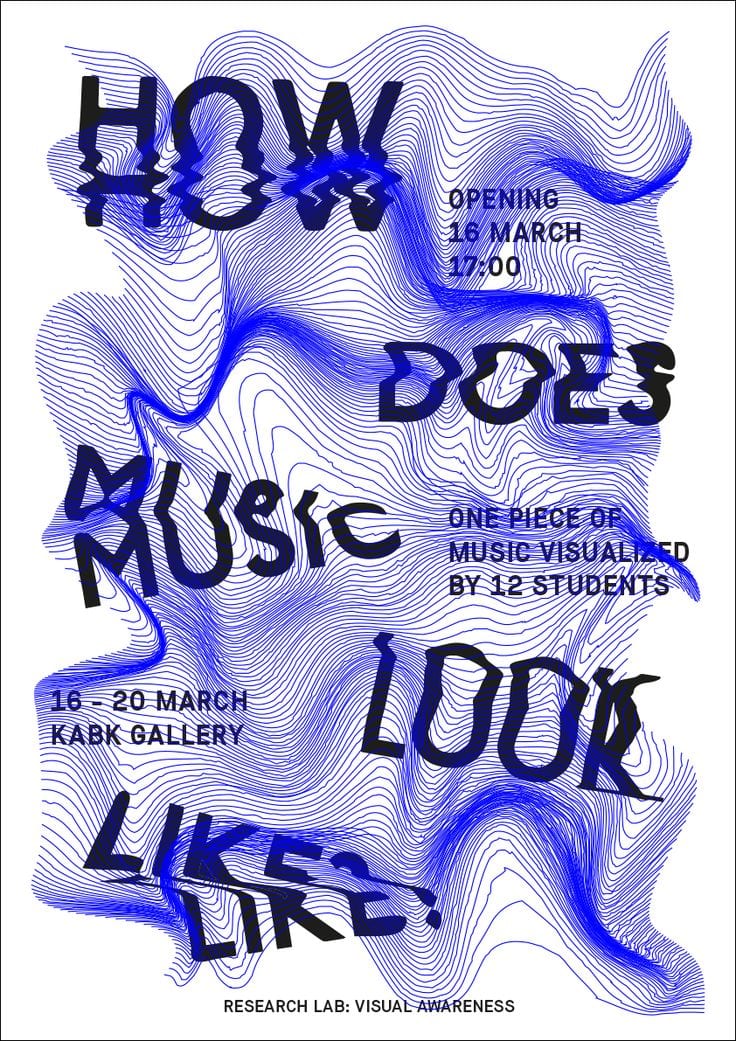 HOW
OPENING
16 MARCH
17:00
DOES
MUSIC
ONE PIECE OF
MUSIC VISUALIZED
BY 12 STUDENTS
LOOK
16 – 20 MARCH
KABK GALLERY
LIKE?
RESEARCH LAB: VISUAL AWARENESS